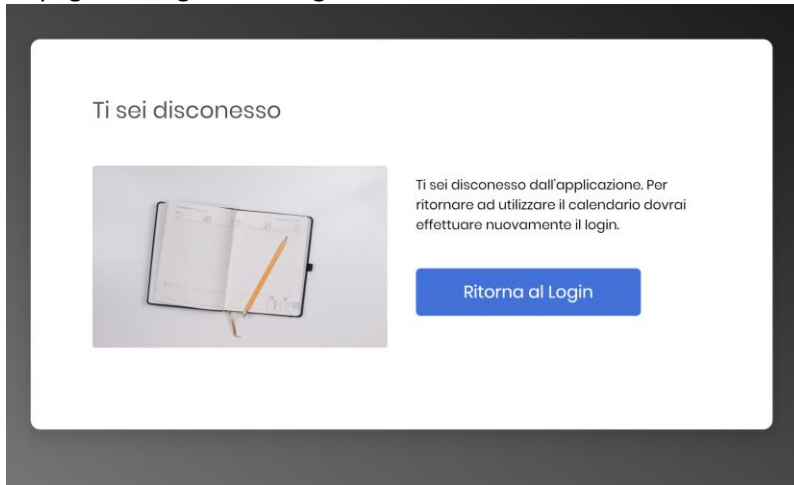 Ti sei disconesso
Ti sei disconesso dall'applicazione. Per
ritornare ad utilizzare il calendario dovrai
effettuare nuovamente il login.
Ritorna al Login